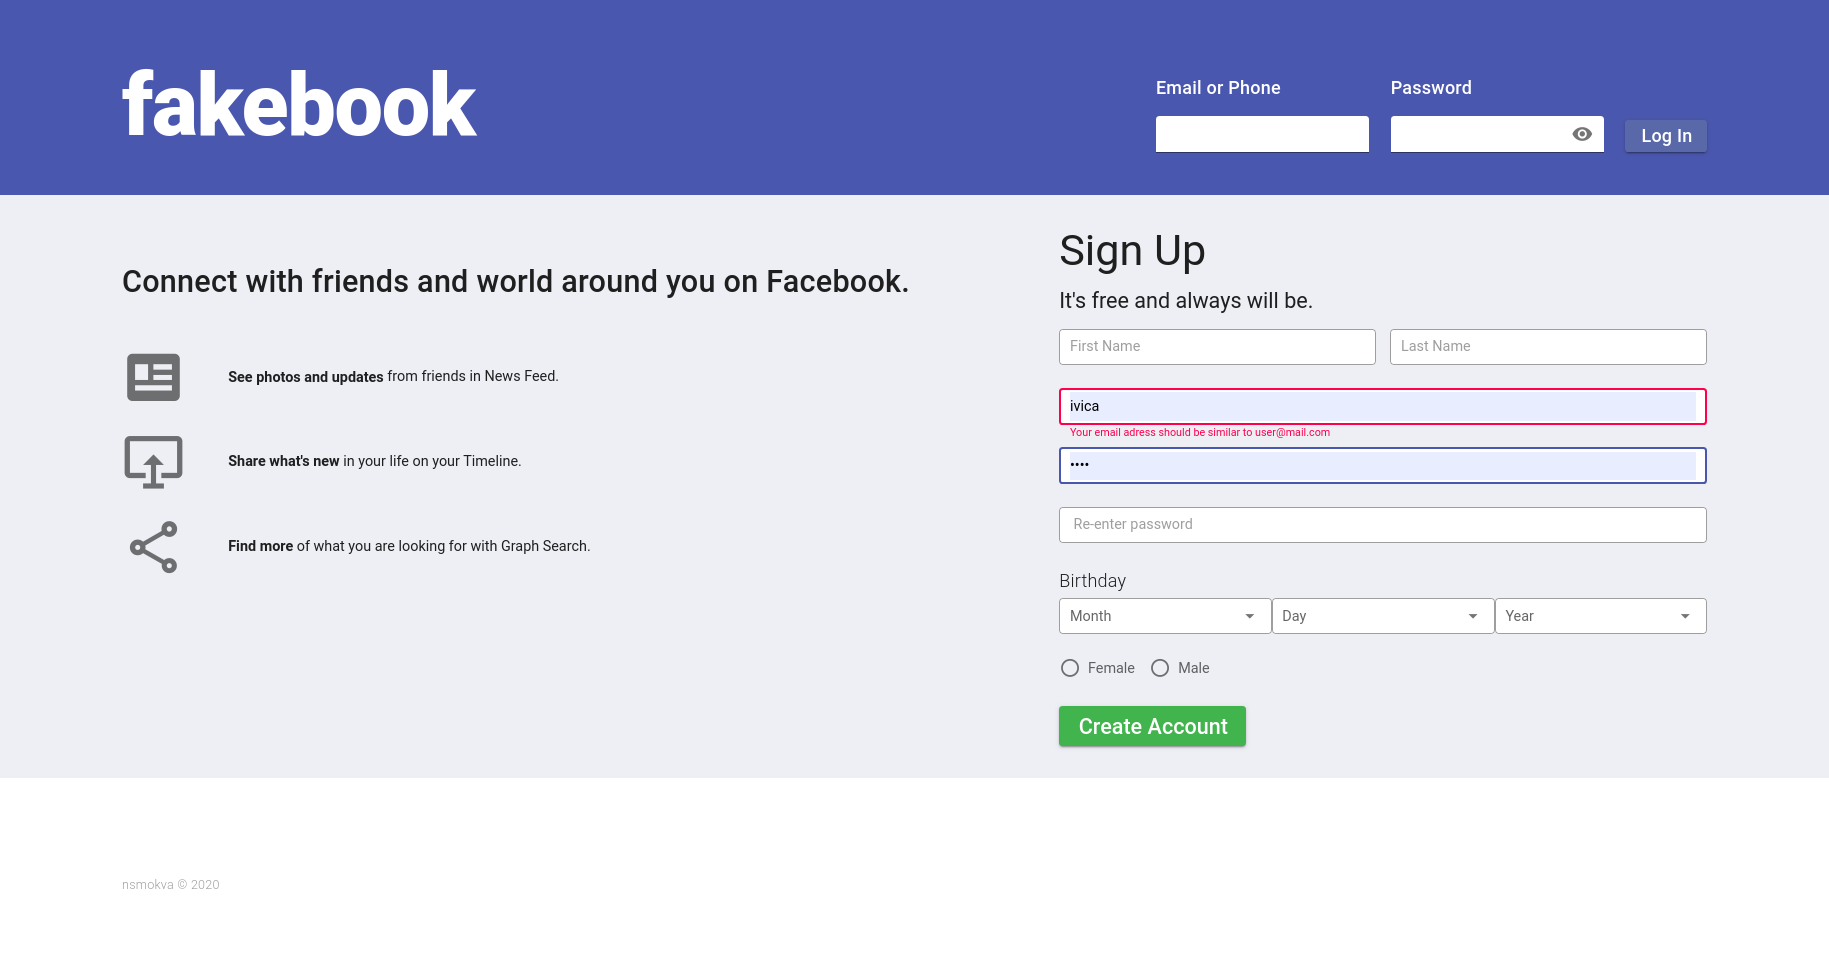 fakebook
Email or Phone
Password
Log In
Connect with friends and world around you on Facebook.
See photos and updates from friends in News Feed.
Share what's new in your life on your Timeline.
Find more of what you are looking for with Graph Search.
Sign Up
It's free and always will be.
First Name
Last Name
ivica
Your email adress should be similar to user@mail.com
••••
Re-enter password
Birthday
Month
Day
Year
Female
Male
Create Account
nsmokva © 2020